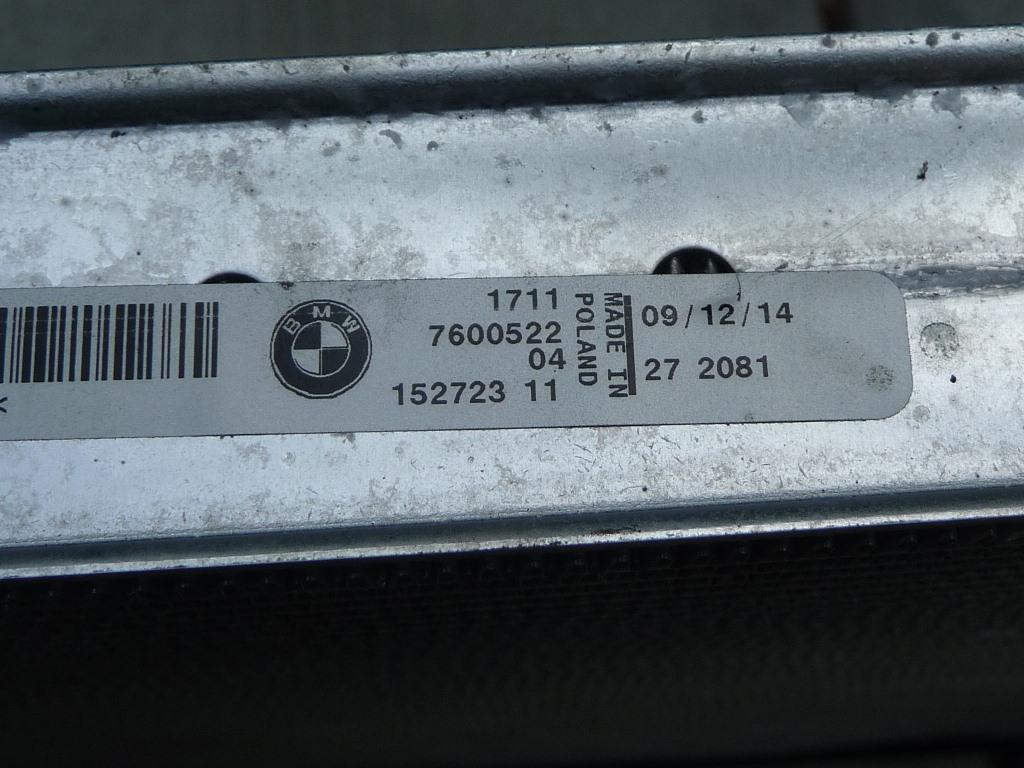 BMW
1711
7600522
04
152723 11
MADE IN
POLAND
09/12/14
27 2081